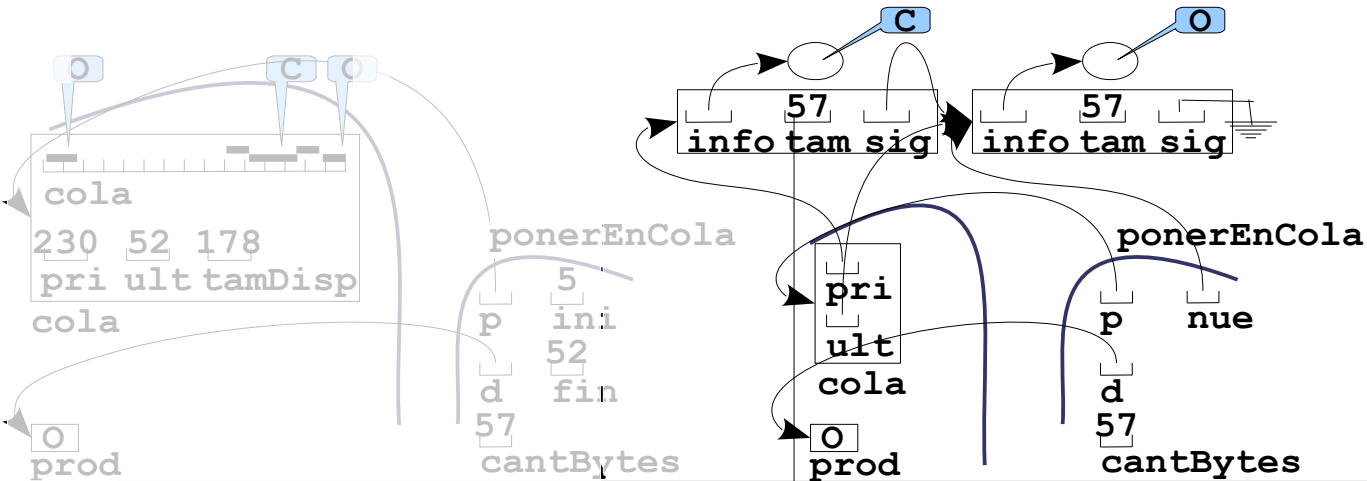 O C O
cola
230 52 178
pri ult tamDisp
cola
ponerEnCola
5
p ini
52
d fin
57
cantBytes
O
prod
C O
57 57
info tam sig info tam sig
ponerEnCola
pri
p nue
ult
cola
d
57
cantBytes
O
prod